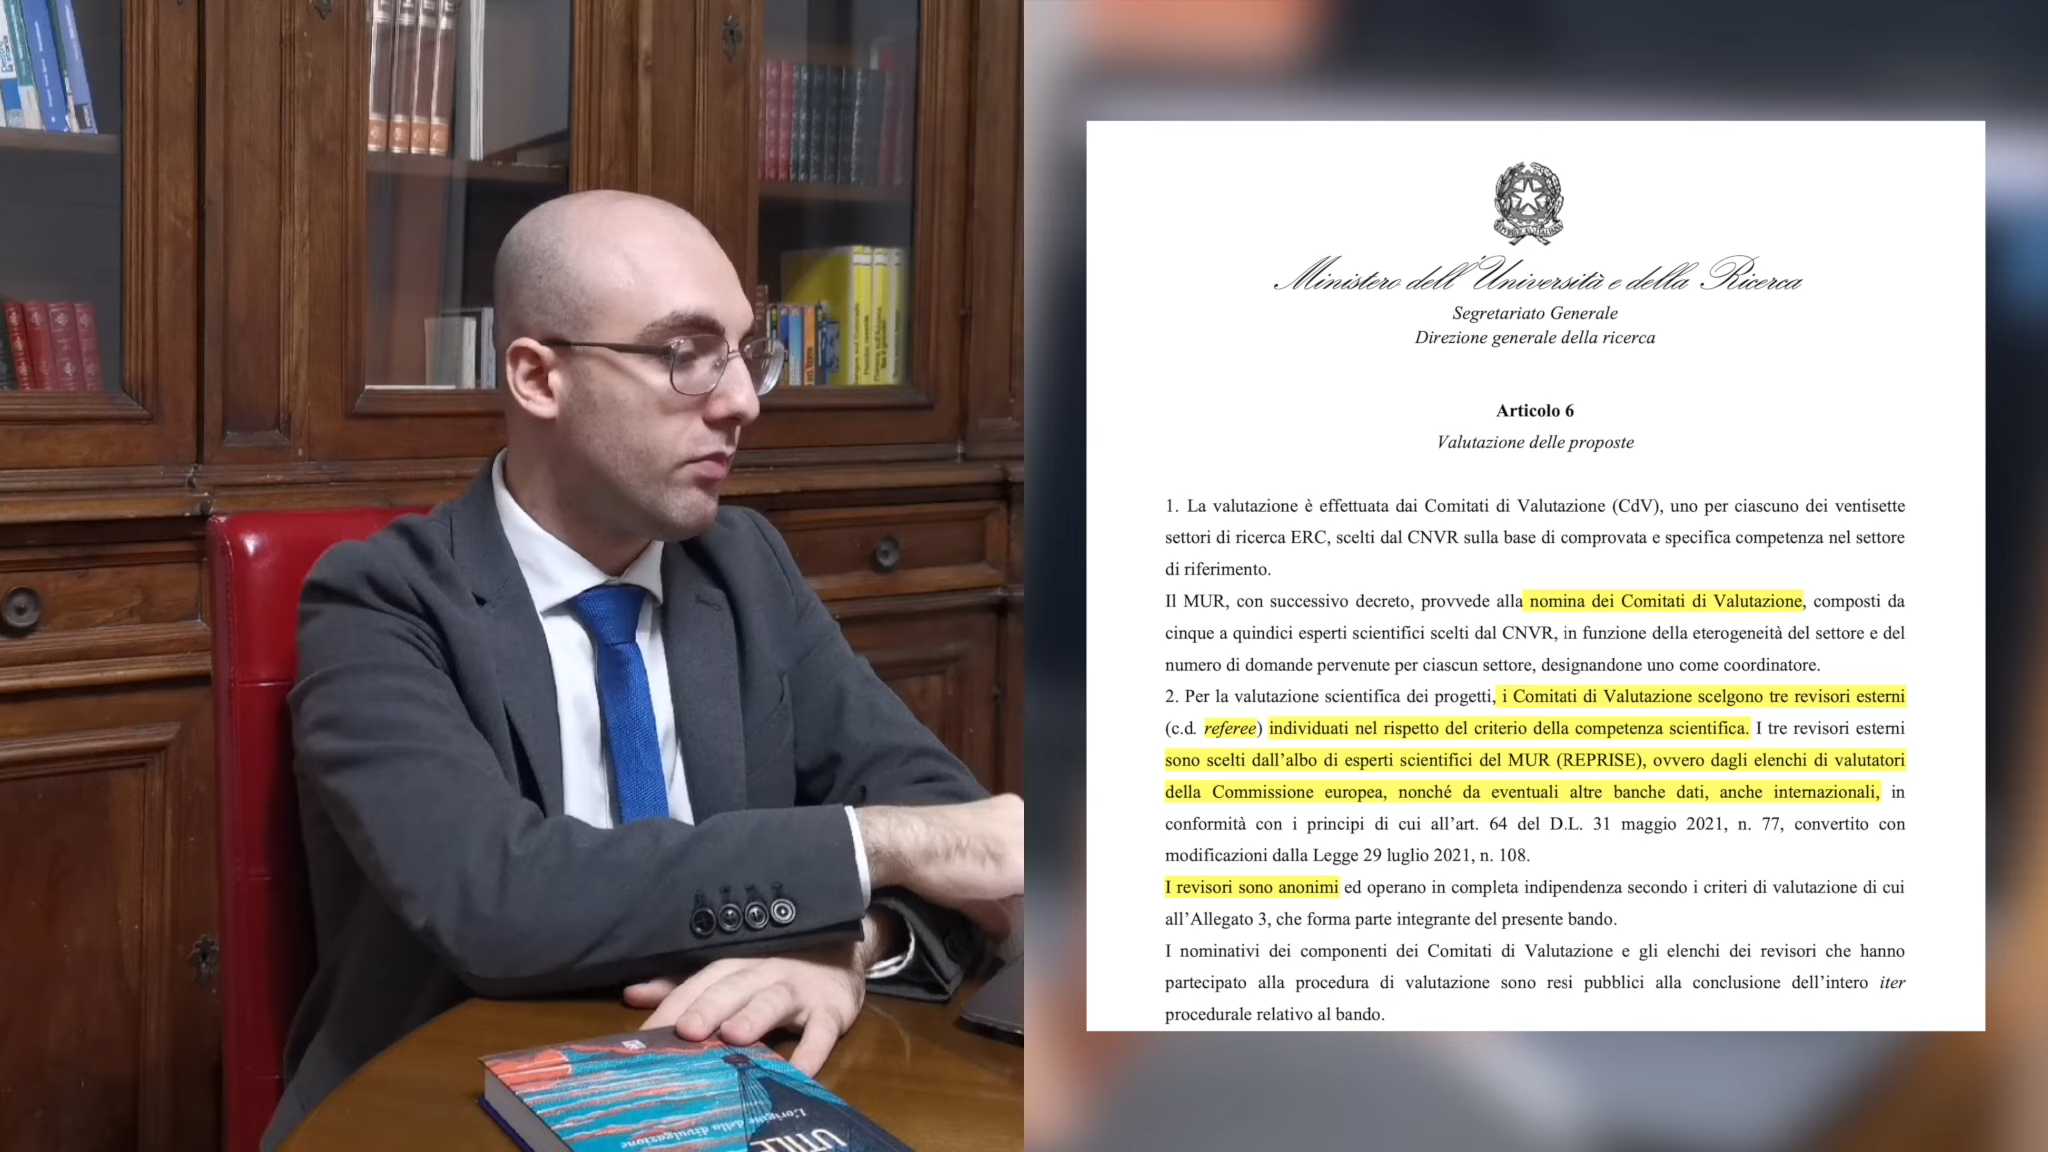 Ministero dell'Università e della Ricerca
Segretariato Generale
Direzione generale della ricerca
Articolo 6
Valutazione delle proposte
1. La valutazione è effettuata dai Comitati di Valutazione (CdV), uno per ciascuno dei ventisette
settori di ricerca ERC, scelti dal CNVR sulla base di comprovata e specifica competenza nel settore
di riferimento.
Il MUR, con successivo decreto, provvede alla nomina dei Comitati di Valutazione, composti da
cinque a quindici esperti scientifici scelti dal CNVR, in funzione della eterogeneità del settore e del
numero di domande pervenute per ciascun settore, designandone uno come coordinatore.
2. Per la valutazione scientifica dei progetti, i Comitati di Valutazione scelgono tre revisori esterni
(c.d. referee) individuati nel rispetto del criterio della competenza scientifica. I tre revisori esterni
sono scelti dall'albo di esperti scientifici del MUR (REPRISE), ovvero dagli elenchi di valutatori
della Commissione europea, nonché da eventuali altre banche dati, anche internazionali, in
conformità con i principi di cui all'art. 64 del D.L. 31 maggio 2021, n. 77, convertito con
modificazioni dalla Legge 29 luglio 2021, n. 108.
I revisori sono anonimi ed operano in completa indipendenza secondo i criteri di valutazione di cui
all'Allegato 3, che forma parte integrante del presente bando.
I nominativi dei componenti dei Comitati di Valutazione e gli elenchi dei revisori che hanno
partecipato alla procedura di valutazione sono resi pubblici alla conclusione dell'intero iter
procedurale relativo al bando.
L'origine della divulgazione
UTILE